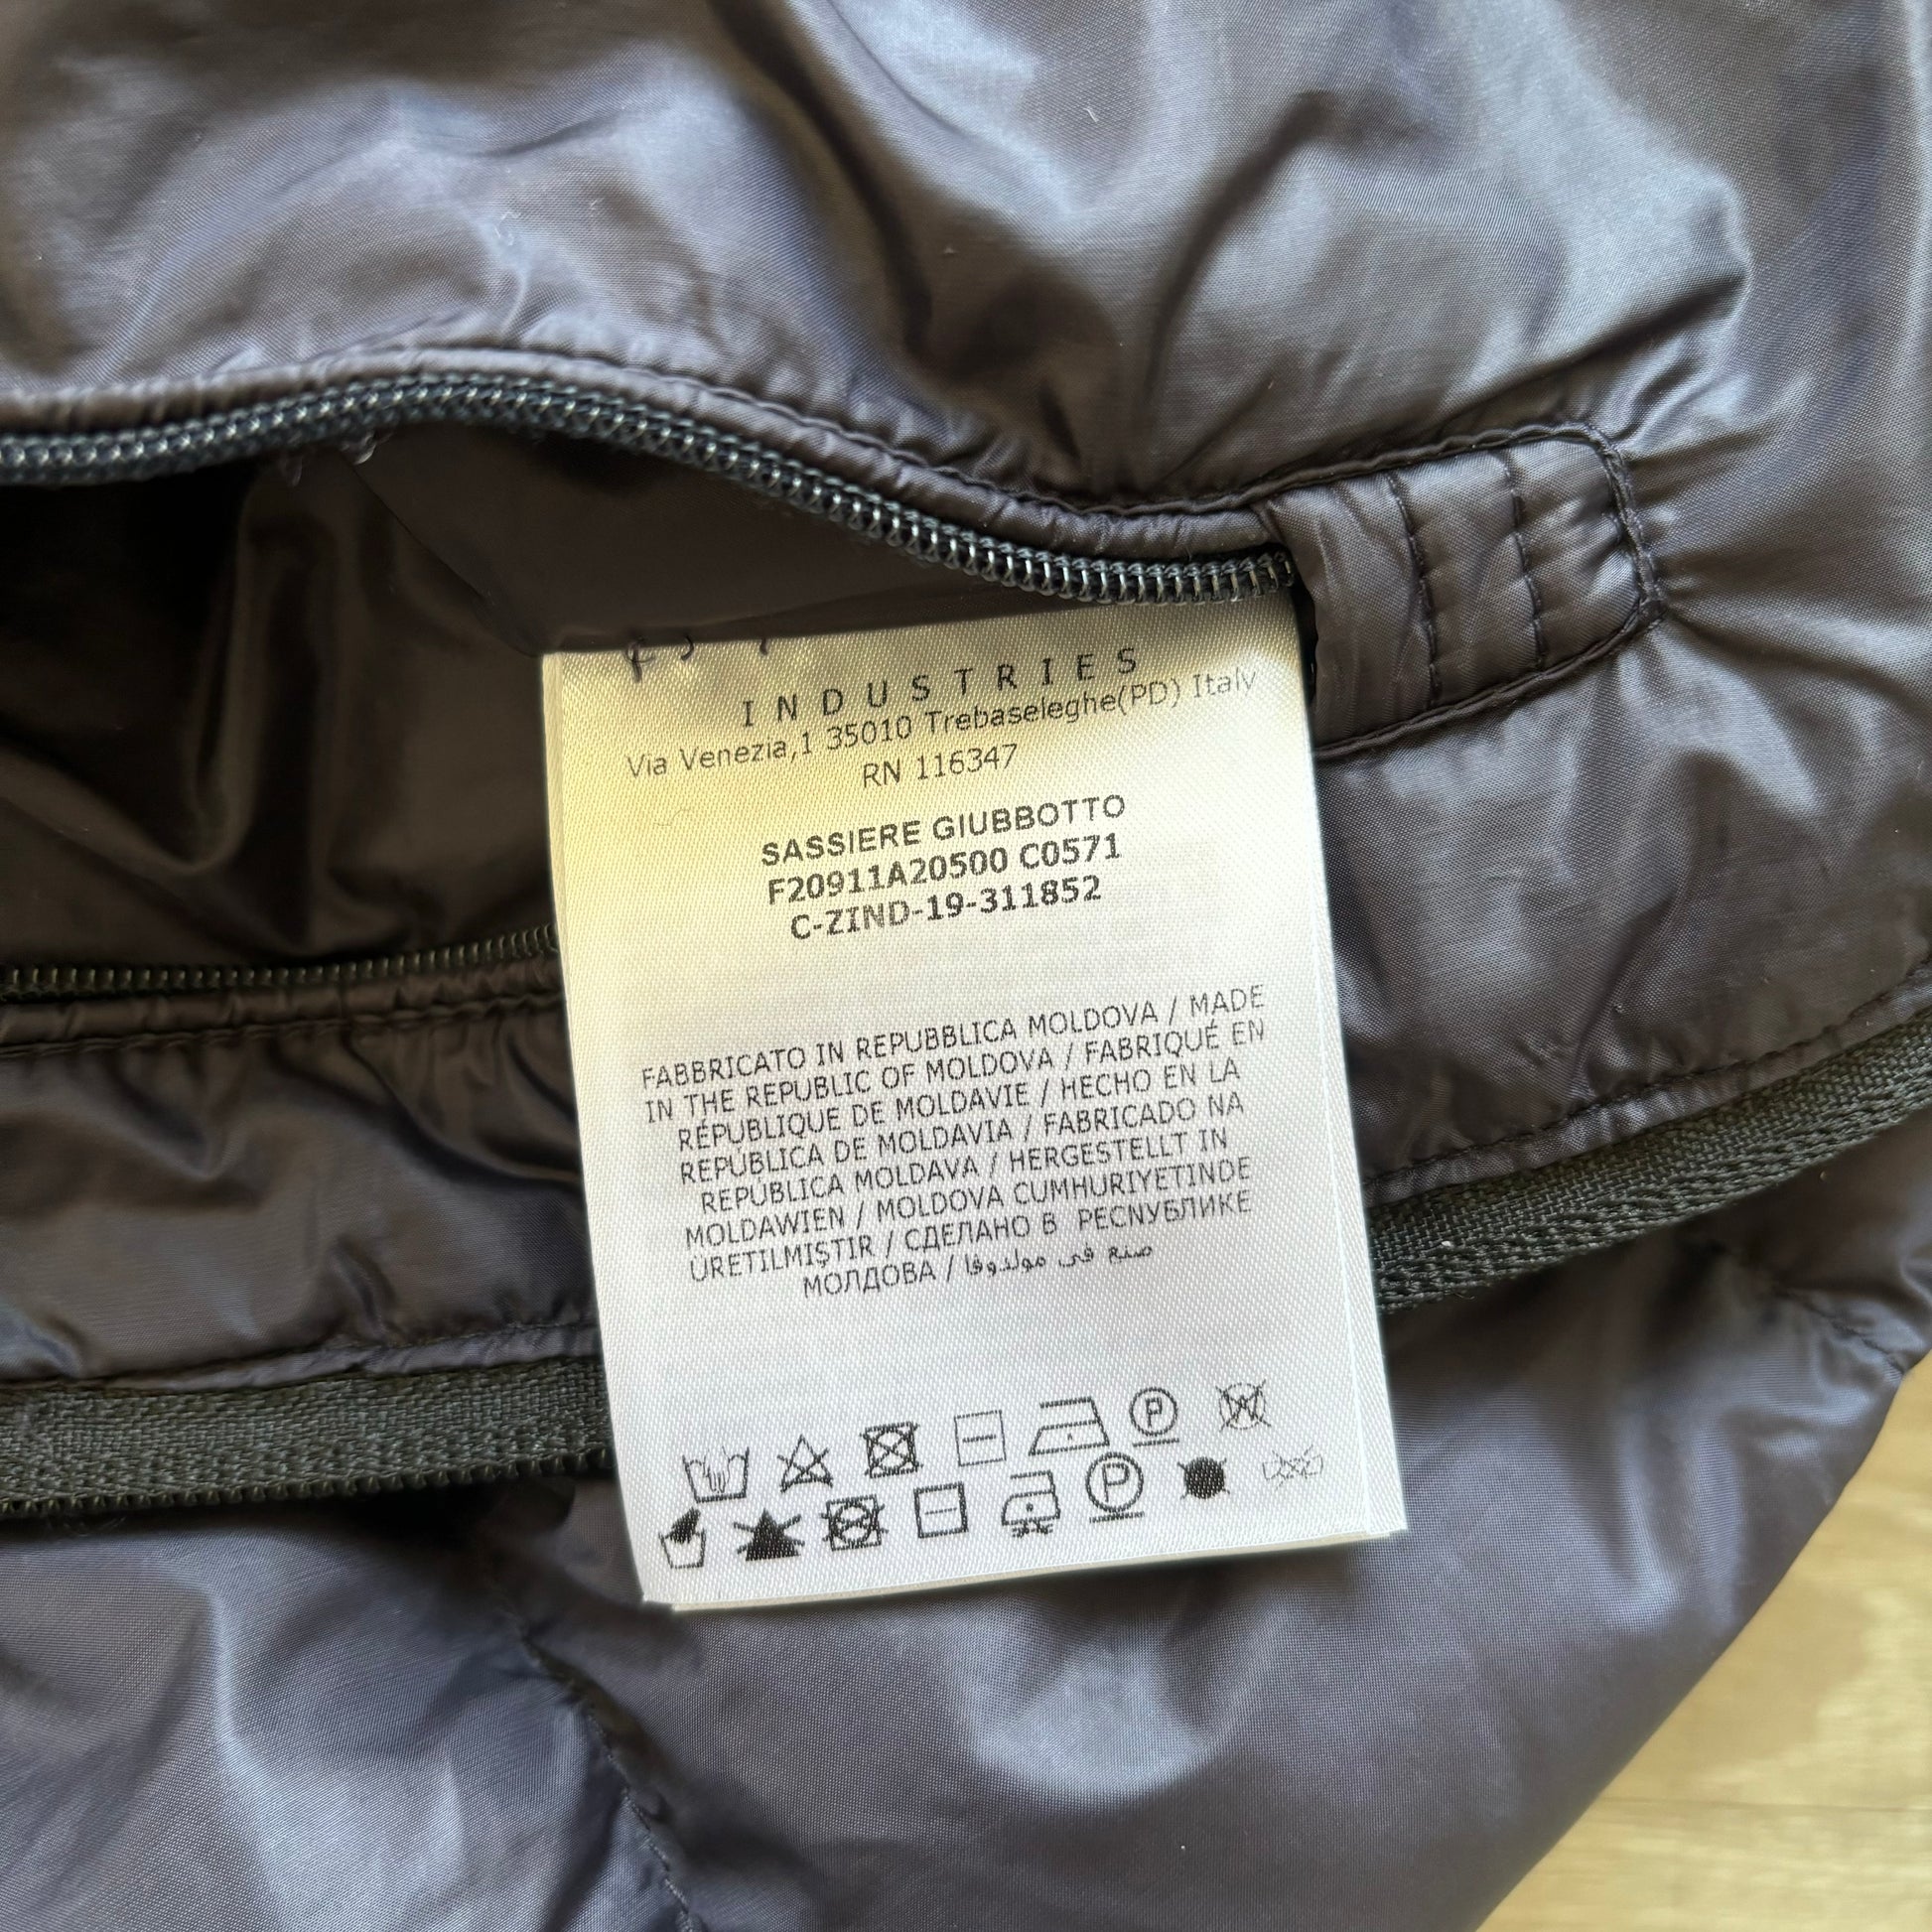 INDUSTRIES
Via Venezia,1 35010 Trebaseleghe(PD) Italy
RN 116347
SASSIERE GIUBBOTTO
F20911A20500 C0571
C-ZIND-19-311852
FABBRICATO IN REPUBBLICA MOLDOVA / MADE
IN THE REPUBLIC OF MOLDOVA / FABRIQUÉ EN
RÉPUBLIQUE DE MOLDAVIE / HECHO EN LA
REPÚBLICA DE MOLDAVIA / FABRICADO NA
REPÚBLICA MOLDAVA / HERGESTELLT IN
MOLDAWIEN / MOLDOVA CUMHURIYETINDE
ÜRETILMIŞTIR / СДЕЛАНО В РЕСПУБЛИКЕ
МОЛДОВА / صنع في مولدوفا
P W
P